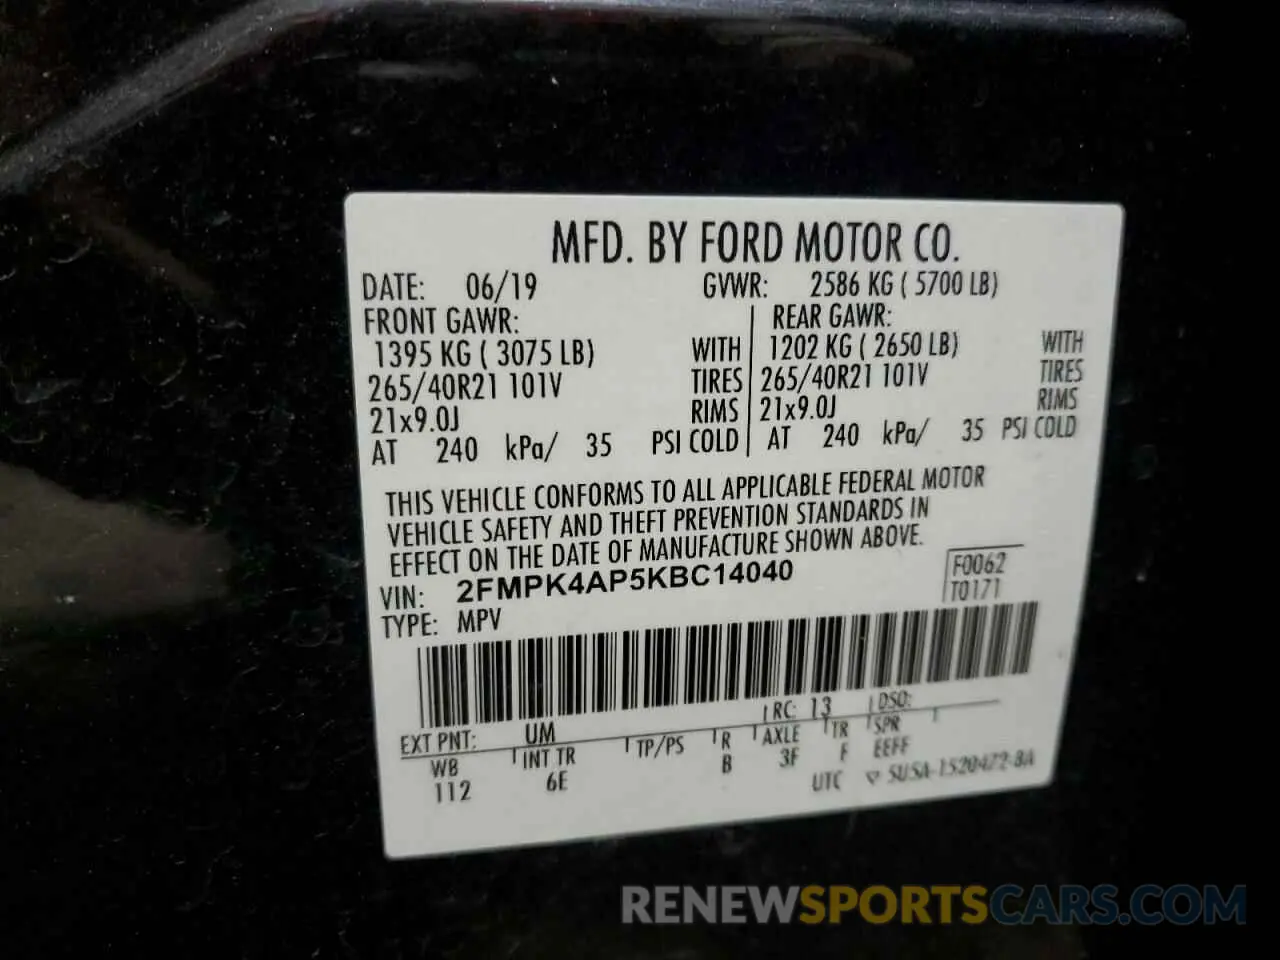 MFD. BY FORD MOTOR CO.
DATE: 06/19 GVWR: 2586 KG ( 5700 LB)
FRONT GAWR: REAR GAWR:
1395 KG ( 3075 LB) WITH 1202 KG ( 2650 LB) WITH
265/40R21 101V TIRES 265/40R21 101V TIRES
21x9.0J RIMS 21x9.0J RIMS
AT 240 kPa/ 35 PSI COLD AT 240 kPa/ 35 PSI COLD
THIS VEHICLE CONFORMS TO ALL APPLICABLE FEDERAL MOTOR
VEHICLE SAFETY AND THEFT PREVENTION STANDARDS IN
EFFECT ON THE DATE OF MANUFACTURE SHOWN ABOVE.
VIN: 2FMPK4AP5KBC14040 F0062
TYPE: MPV T0171
EXT PNT: UM RC: 13 DSO:
WB INT TR TP/PS R AXLE TR SPR
112 6E B 3F F EEFF
UTC 5USA-1520472-BA
RENEWSPORTSCARS.COM